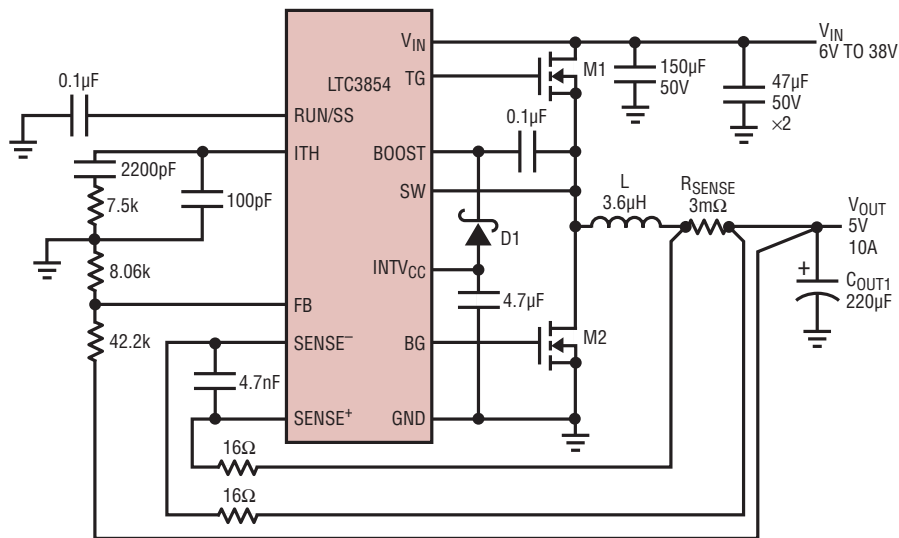 LTC3854
V_IN
TG
RUN/SS
ITH
BOOST
SW
INTV_CC
FB
SENSE⁻
BG
SENSE⁺
GND
0.1µF
2200pF
7.5k
100pF
8.06k
42.2k
4.7nF
16Ω
16Ω
0.1µF
D1
4.7µF
M1
M2
150µF
50V
47µF
50V
×2
V_IN
6V TO 38V
L
3.6µH
R_SENSE
3mΩ
V_OUT
5V
10A
+
C_OUT1
220µF